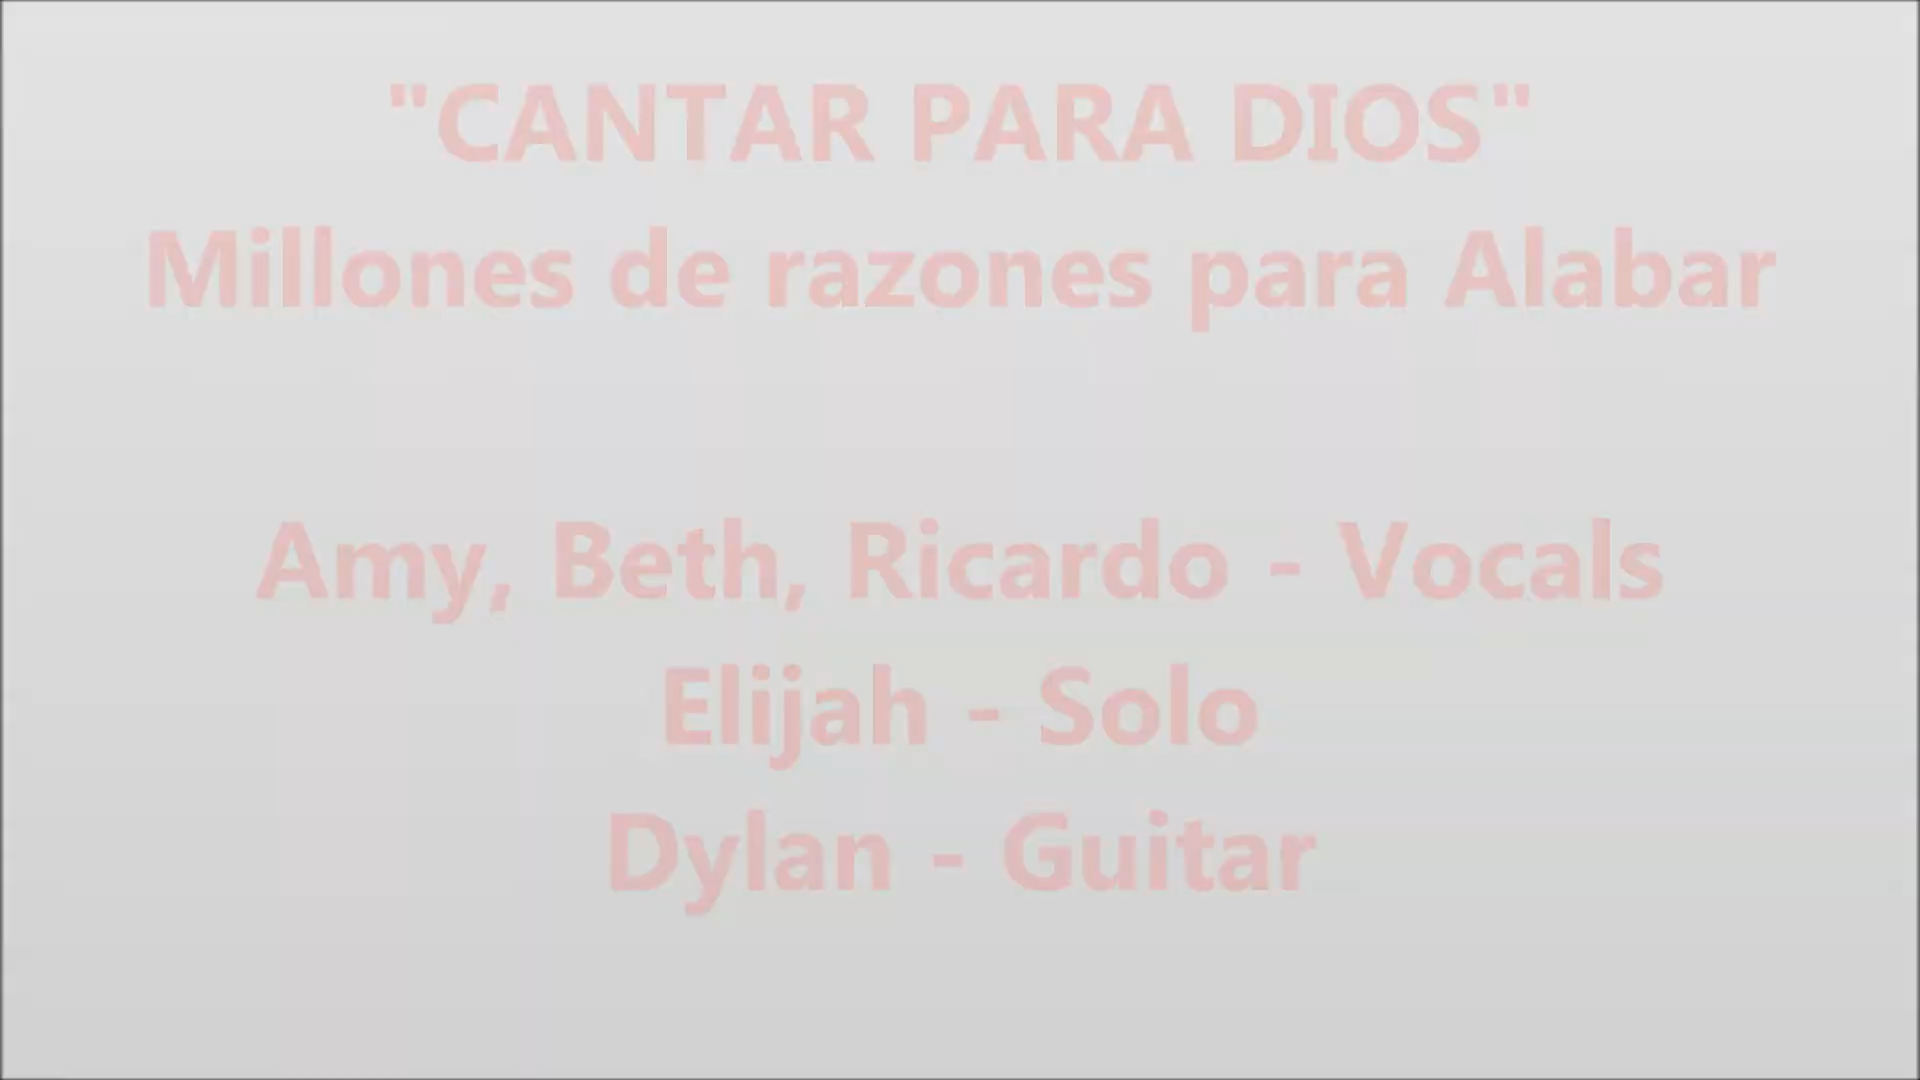 "CANTAR PARA DIOS"
Millones de razones para Alabar
Amy, Beth, Ricardo - Vocals
Elijah - Solo
Dylan - Guitar